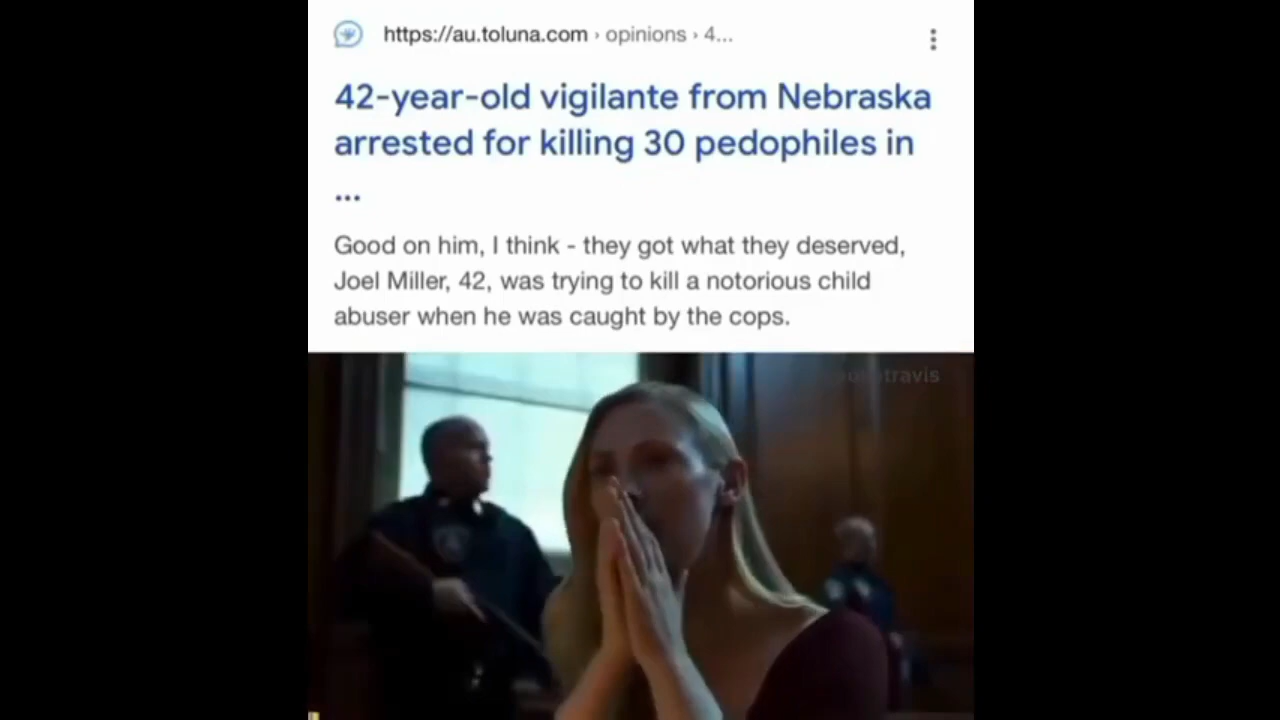 https://au.toluna.com › opinions › 4...
42-year-old vigilante from Nebraska
arrested for killing 30 pedophiles in
...
Good on him, I think - they got what they deserved,
Joel Miller, 42, was trying to kill a notorious child
abuser when he was caught by the cops.
travis